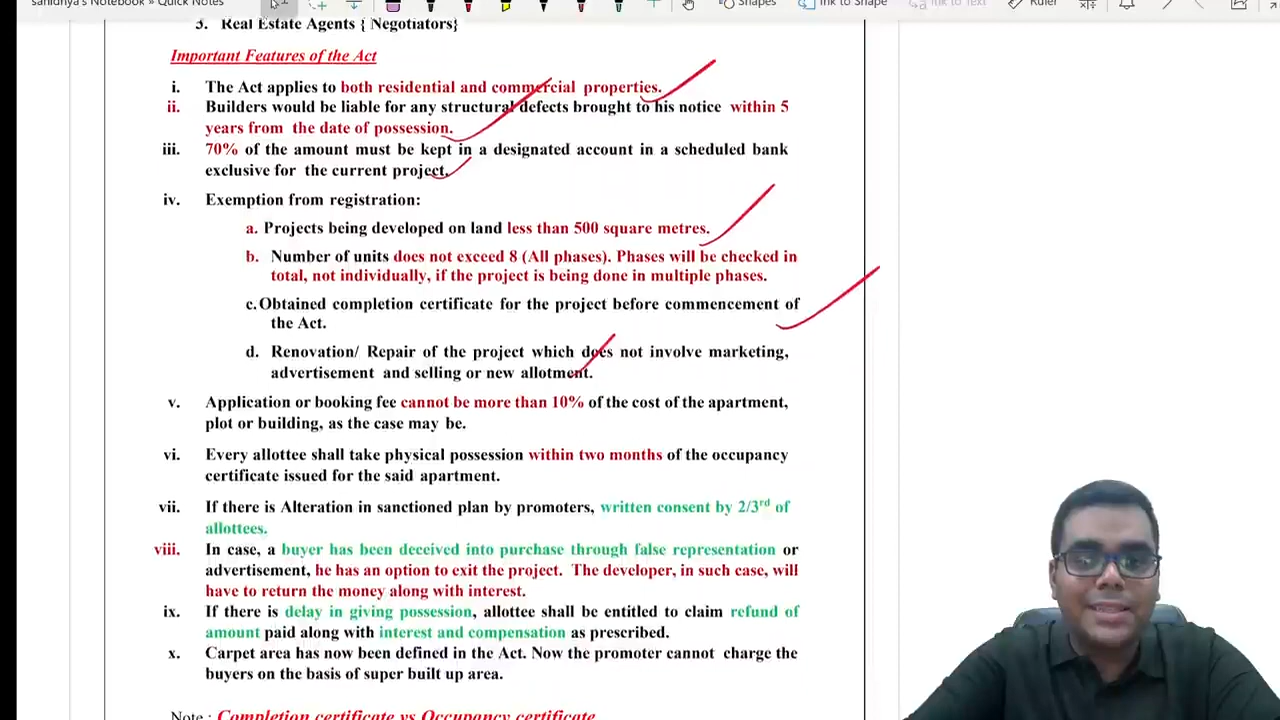 sanidhya's Notebook » Quick Notes
Shapes Ink to Shape Ink to Text Ruler
3. Real Estate Agents { Negotiators}
Important Features of the Act
i. The Act applies to both residential and commercial properties.
ii. Builders would be liable for any structural defects brought to his notice within 5
years from the date of possession.
iii. 70% of the amount must be kept in a designated account in a scheduled bank
exclusive for the current project.
iv. Exemption from registration:
a. Projects being developed on land less than 500 square metres.
b. Number of units does not exceed 8 (All phases). Phases will be checked in
total, not individually, if the project is being done in multiple phases.
c. Obtained completion certificate for the project before commencement of
the Act.
d. Renovation/ Repair of the project which does not involve marketing,
advertisement and selling or new allotment.
v. Application or booking fee cannot be more than 10% of the cost of the apartment,
plot or building, as the case may be.
vi. Every allottee shall take physical possession within two months of the occupancy
certificate issued for the said apartment.
vii. If there is Alteration in sanctioned plan by promoters, written consent by 2/3rd of
allottees.
viii. In case, a buyer has been deceived into purchase through false representation or
advertisement, he has an option to exit the project. The developer, in such case, will
have to return the money along with interest.
ix. If there is delay in giving possession, allottee shall be entitled to claim refund of
amount paid along with interest and compensation as prescribed.
x. Carpet area has now been defined in the Act. Now the promoter cannot charge the
buyers on the basis of super built up area.
Note : Completion certificate vs Occupancy certificate